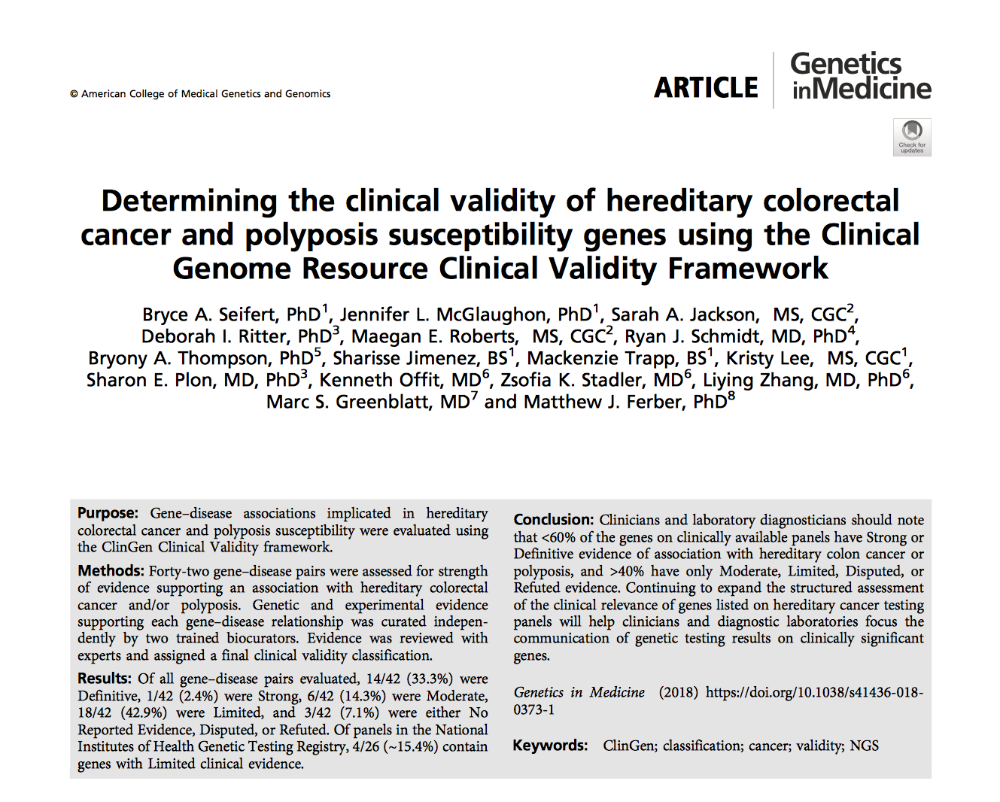 © American College of Medical Genetics and Genomics
ARTICLE
Genetics
inMedicine
Check for
updates
Determining the clinical validity of hereditary colorectal
cancer and polyposis susceptibility genes using the Clinical
Genome Resource Clinical Validity Framework
Bryce A. Seifert, PhD1, Jennifer L. McGlaughon, PhD1, Sarah A. Jackson, MS, CGC2,
Deborah I. Ritter, PhD3, Maegan E. Roberts, MS, CGC2, Ryan J. Schmidt, MD, PhD4,
Bryony A. Thompson, PhD5, Sharisse Jimenez, BS1, Mackenzie Trapp, BS1, Kristy Lee, MS, CGC1,
Sharon E. Plon, MD, PhD3, Kenneth Offit, MD6, Zsofia K. Stadler, MD6, Liying Zhang, MD, PhD6,
Marc S. Greenblatt, MD7 and Matthew J. Ferber, PhD8
Purpose: Gene–disease associations implicated in hereditary
colorectal cancer and polyposis susceptibility were evaluated using
the ClinGen Clinical Validity framework.
Methods: Forty-two gene–disease pairs were assessed for strength
of evidence supporting an association with hereditary colorectal
cancer and/or polyposis. Genetic and experimental evidence
supporting each gene–disease relationship was curated indepen-
dently by two trained biocurators. Evidence was reviewed with
experts and assigned a final clinical validity classification.
Results: Of all gene–disease pairs evaluated, 14/42 (33.3%) were
Definitive, 1/42 (2.4%) were Strong, 6/42 (14.3%) were Moderate,
18/42 (42.9%) were Limited, and 3/42 (7.1%) were either No
Reported Evidence, Disputed, or Refuted. Of panels in the National
Institutes of Health Genetic Testing Registry, 4/26 (~15.4%) contain
genes with Limited clinical evidence.
Conclusion: Clinicians and laboratory diagnosticians should note
that <60% of the genes on clinically available panels have Strong or
Definitive evidence of association with hereditary colon cancer or
polyposis, and >40% have only Moderate, Limited, Disputed, or
Refuted evidence. Continuing to expand the structured assessment
of the clinical relevance of genes listed on hereditary cancer testing
panels will help clinicians and diagnostic laboratories focus the
communication of genetic testing results on clinically significant
genes.
Genetics in Medicine (2018) https://doi.org/10.1038/s41436-018-
0373-1
Keywords: ClinGen; classification; cancer; validity; NGS